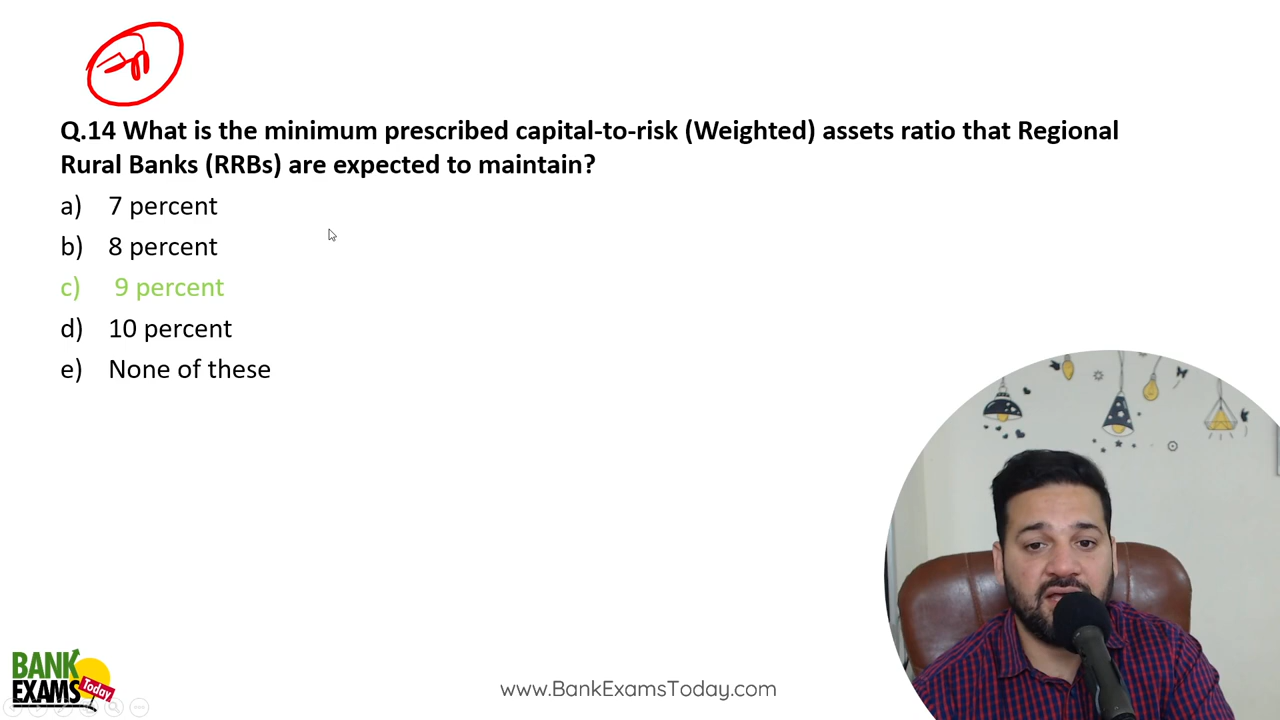 Q.14 What is the minimum prescribed capital-to-risk (Weighted) assets ratio that Regional
Rural Banks (RRBs) are expected to maintain?
a) 7 percent
b) 8 percent
c) 9 percent
d) 10 percent
e) None of these
BANK
EXAMS
Today
www.BankExamsToday.com